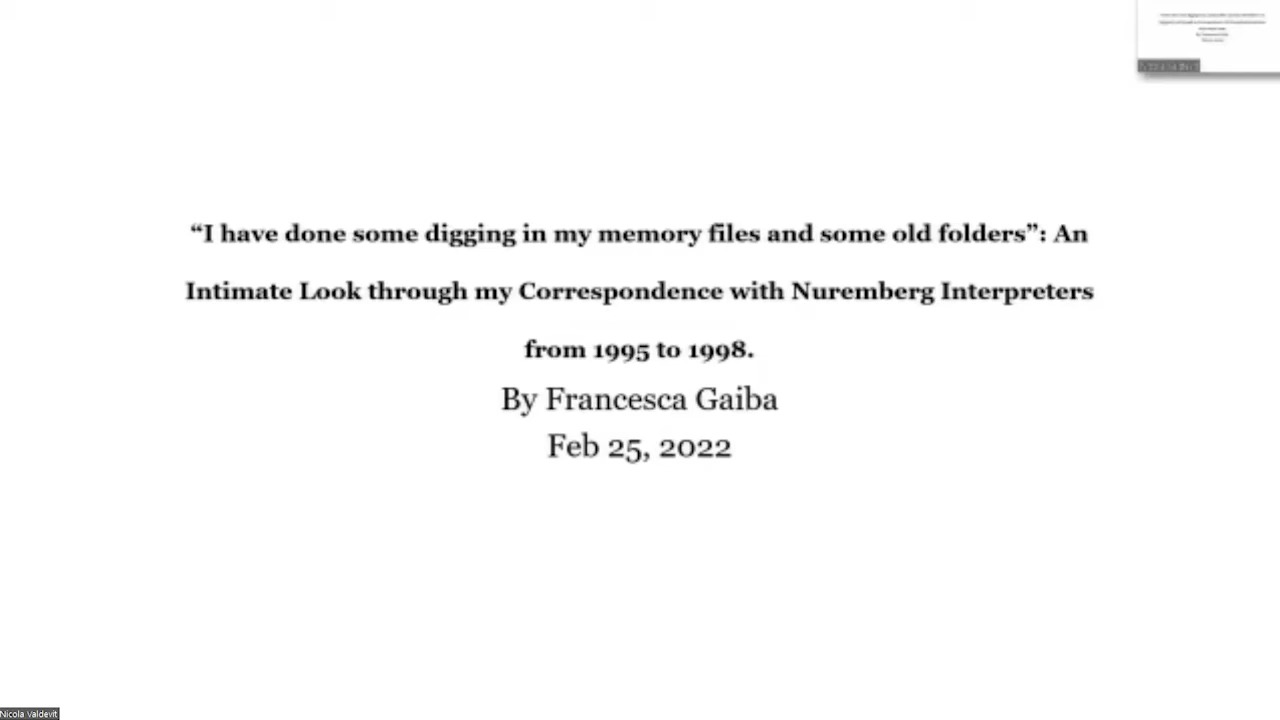 “I have done some digging in my memory files and some old folders”: An
Intimate Look through my Correspondence with Nuremberg Interpreters
from 1995 to 1998.
By Francesca Gaiba
Feb 25, 2022
Nicola Valdevit